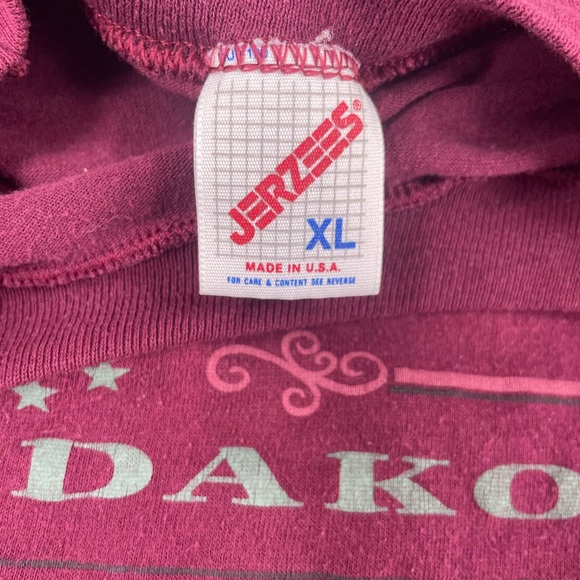 JERZEES®
XL
MADE IN U.S.A.
FOR CARE & CONTENT SEE REVERSE
DAKO